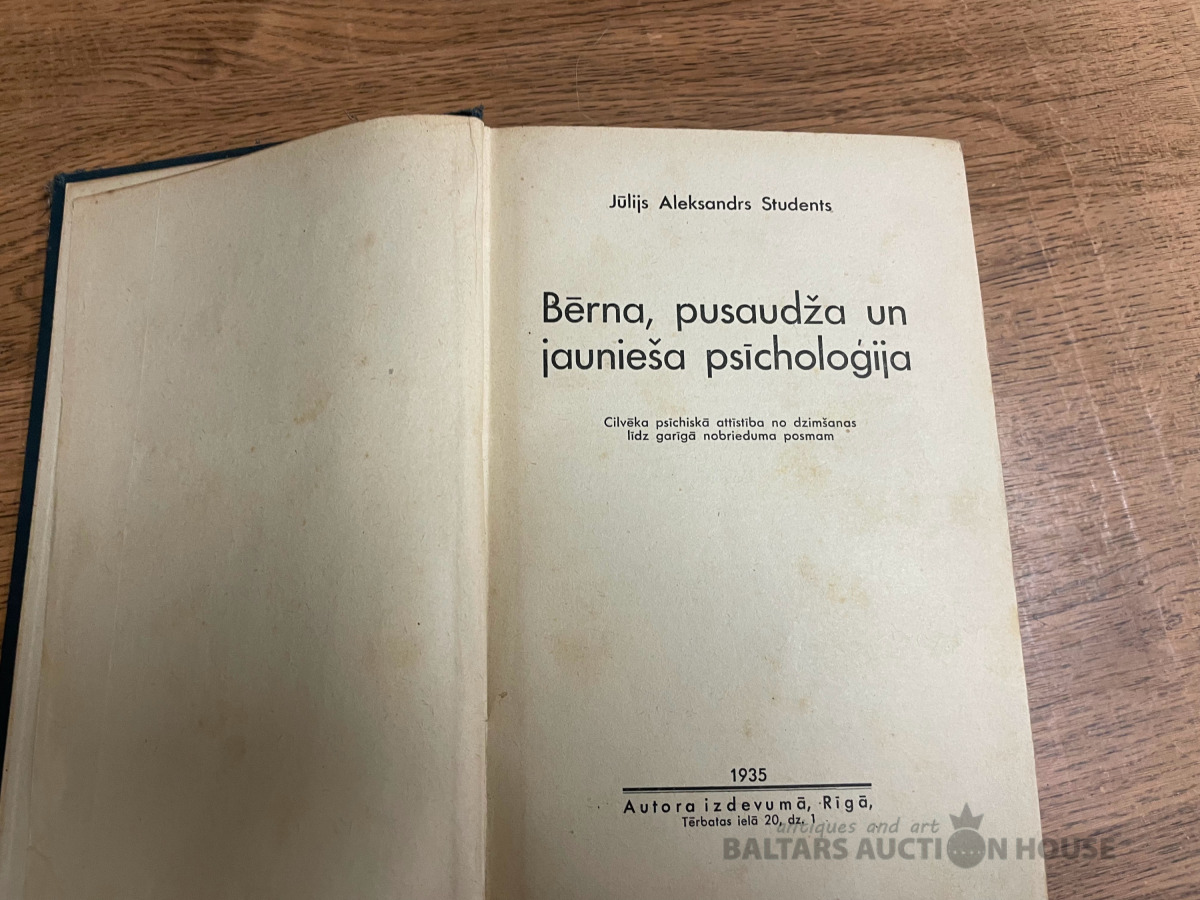 Jūlijs Aleksandrs Students
Bērna, pusaudža un
jaunieša psīcholoģija
Cilvēka psīchiskā attīstība no dzimšanas
līdz garīgā nobrieduma posmam
1935
Autora izdevumā, Rīgā,
Tērbatas ielā 20, dz. 1
antiques and art
BALTARS AUCTION HOUSE